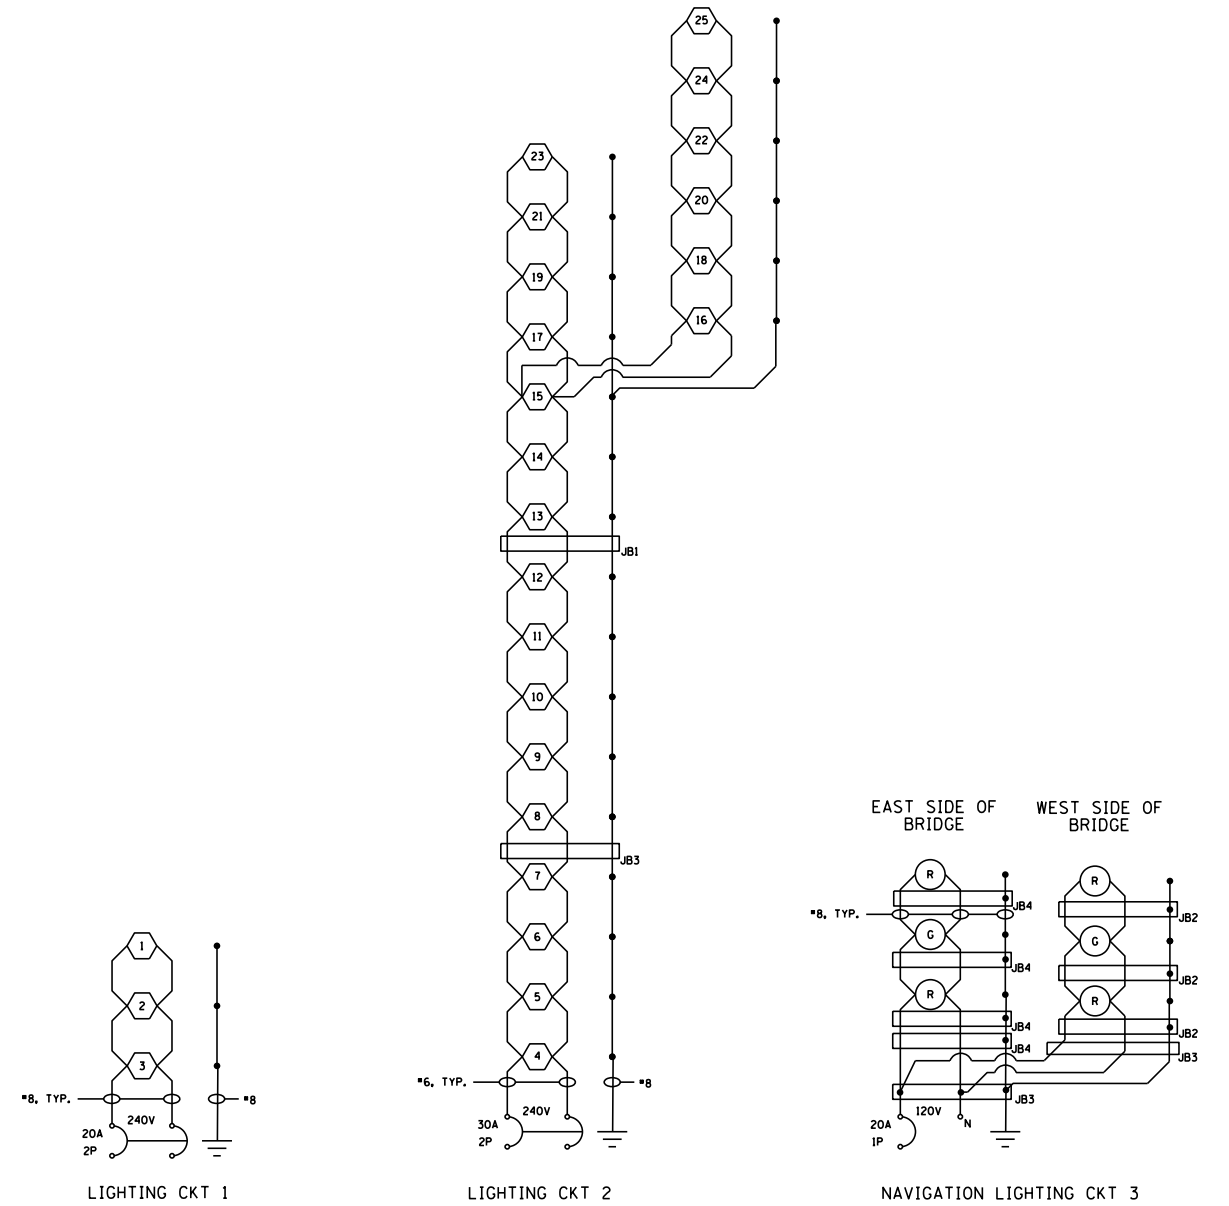 25
24
22
20
18
16
23
21
19
17
15
14
13
JB1
12
11
10
9
8
JB3
7
6
5
4
#6, TYP.
#8
240V
30A
2P
LIGHTING CKT 2
1
2
3
#8, TYP.
#8
240V
20A
2P
LIGHTING CKT 1
EAST SIDE OF
BRIDGE
R
JB4
#8, TYP.
G
JB4
R
JB4
JB4
JB3
120V
N
20A
1P
WEST SIDE OF
BRIDGE
R
JB2
G
JB2
R
JB2
JB3
NAVIGATION LIGHTING CKT 3